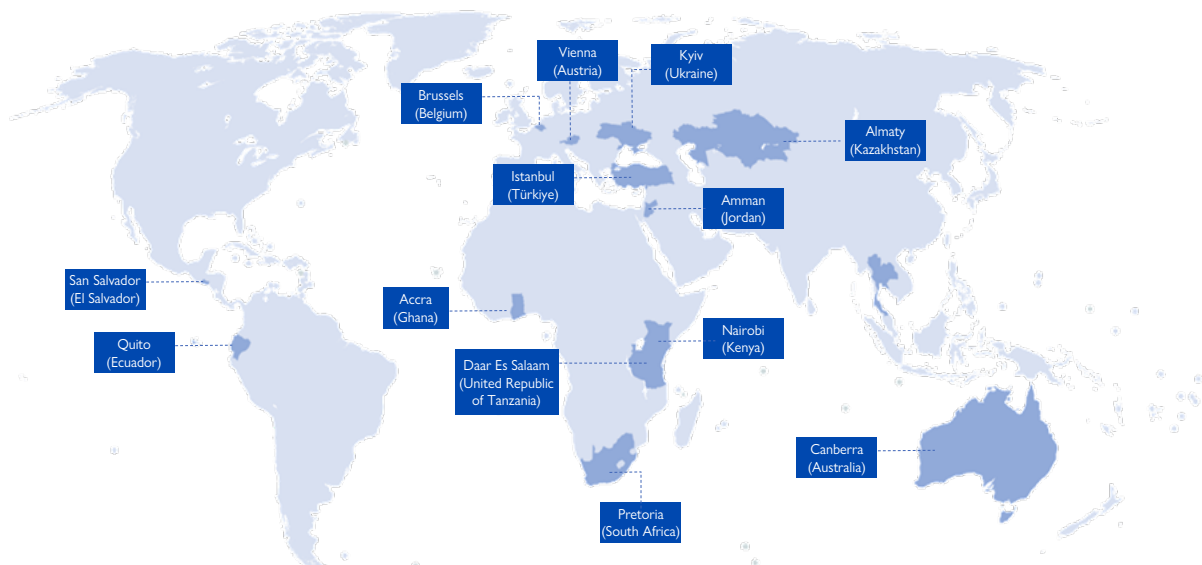 Vienna
(Austria)
Kyiv
(Ukraine)
Brussels
(Belgium)
Almaty
(Kazakhstan)
Istanbul
(Türkiye)
Amman
(Jordan)
San Salvador
(El Salvador)
Accra
(Ghana)
Nairobi
(Kenya)
Quito
(Ecuador)
Daar Es Salaam
(United Republic
of Tanzania)
Canberra
(Australia)
Pretoria
(South Africa)